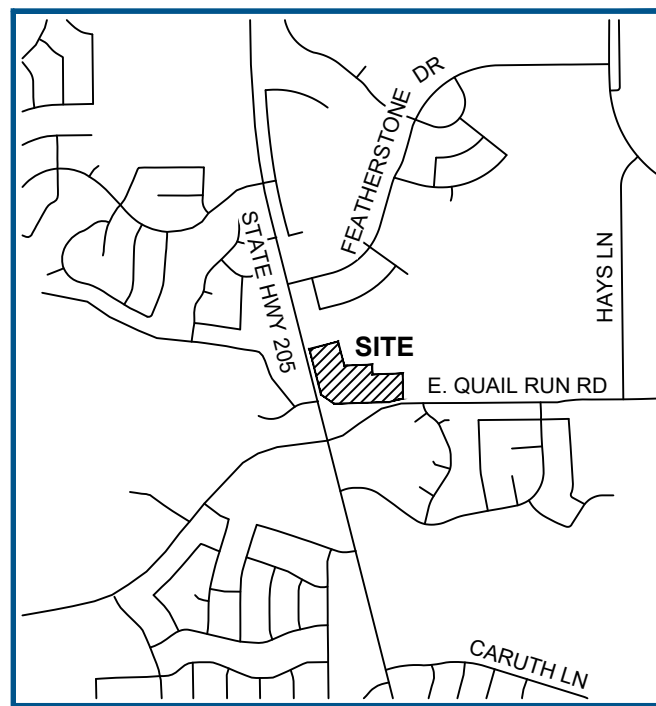 FEATHERSTONE DR
STATE HWY 205
HAYS LN
SITE
E. QUAIL RUN RD
CARUTH LN